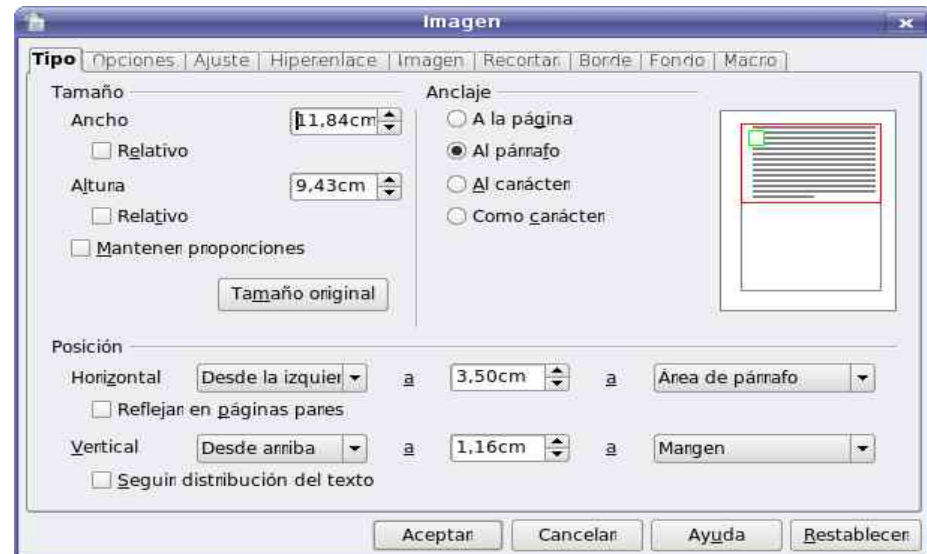 Imagen
Tipo Opciones Ajuste Hiperenlace Imagen Recortar Borde Fondo Macro
Tamaño
Ancho 11,84cm
Relativo
Altura 9,43cm
Relativo
Mantener proporciones
Tamaño original
Anclaje
A la página
Al párrafo
Al carácter
Como carácter
Posición
Horizontal Desde la izquier a 3,50cm a Área de párrafo
Reflejar en páginas pares
Vertical Desde arriba a 1,16cm a Margen
Seguir distribución del texto
Aceptar Cancelar Ayuda Restablecer